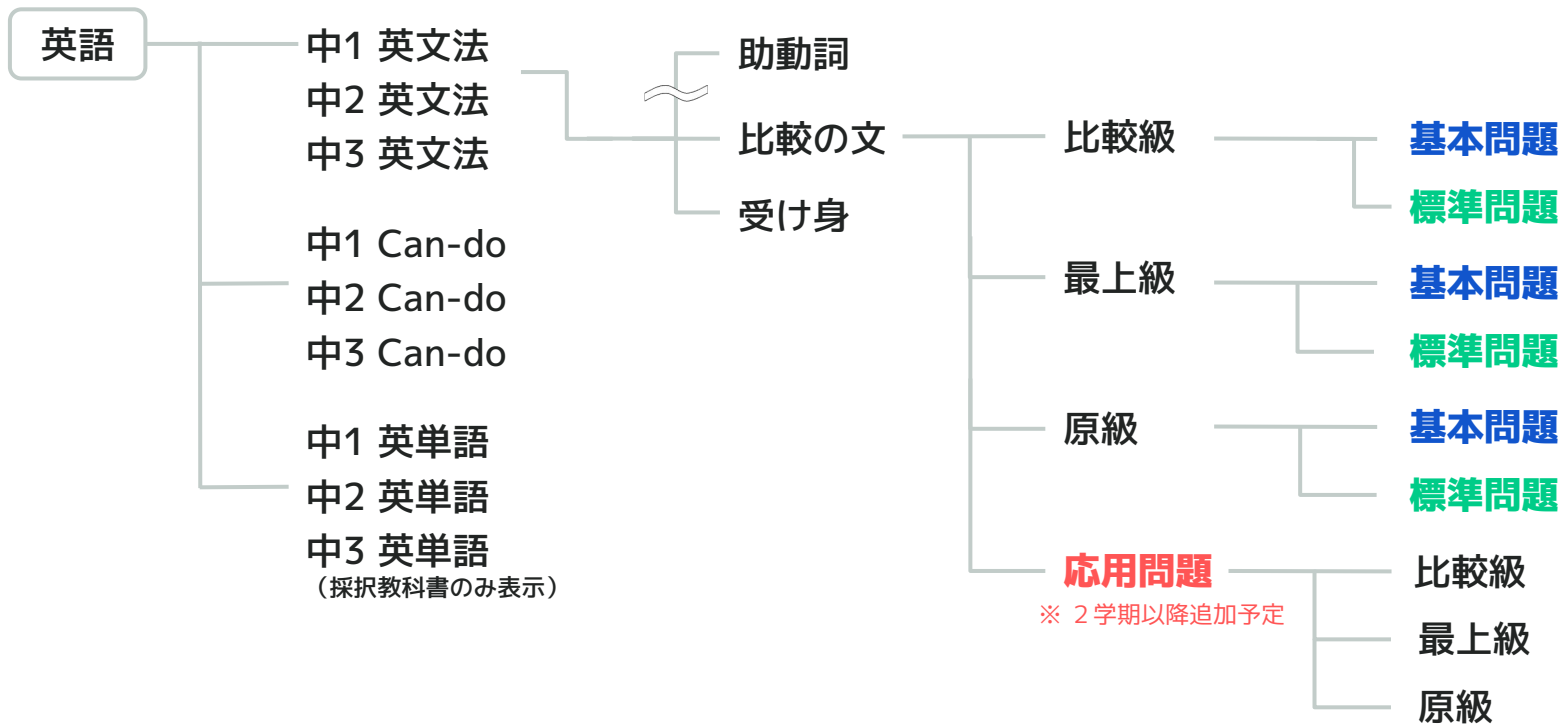 英語
中1 英文法
中2 英文法
中3 英文法
中1 Can-do
中2 Can-do
中3 Can-do
中1 英単語
中2 英単語
中3 英単語
（採択教科書のみ表示）
助動詞
比較の文
受け身
比較級
基本問題
標準問題
最上級
基本問題
標準問題
原級
基本問題
標準問題
応用問題
※ ２学期以降追加予定
比較級
最上級
原級